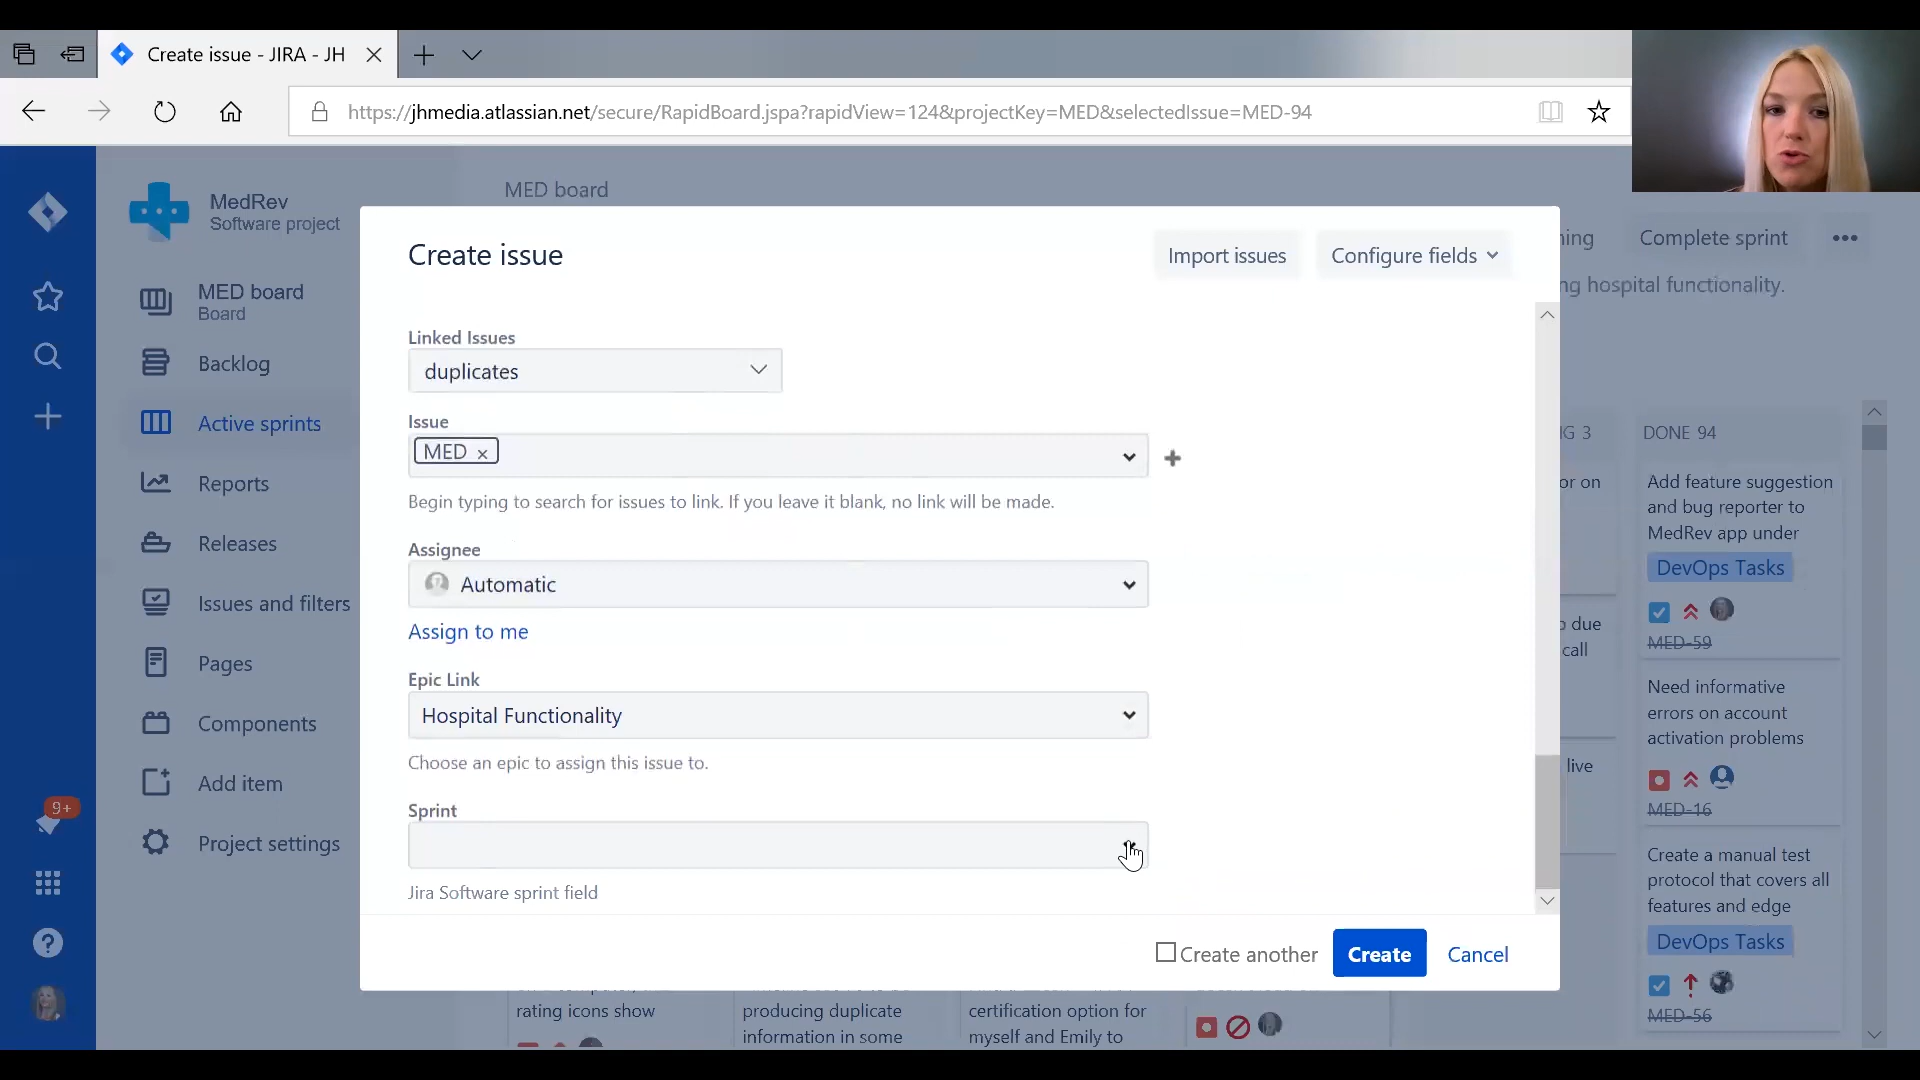 Create issue - JIRA - JH
https://jhmedia.atlassian.net/secure/RapidBoard.jspa?rapidView=124&projectKey=MED&selectedIssue=MED-94
MedRev
Software project
MED board
Board
Backlog
Active sprints
Reports
Releases
Issues and filters
Pages
Components
Add item
Project settings
9+
MED board
Complete sprint
hospital functionality.
Create issue
Import issues
Configure fields
Linked Issues
duplicates
Issue
MED
Begin typing to search for issues to link. If you leave it blank, no link will be made.
Assignee
Automatic
Assign to me
Epic Link
Hospital Functionality
Choose an epic to assign this issue to.
Sprint
Jira Software sprint field
Create another
Create
Cancel
rating icons show
producing duplicate
information in some
certification option for
myself and Emily to
G 3
or on
due
call
live
DONE 94
Add feature suggestion
and bug reporter to
MedRev app under
DevOps Tasks
MED-59
Need informative
errors on account
activation problems
MED-16
Create a manual test
protocol that covers all
features and edge
DevOps Tasks
MED-56